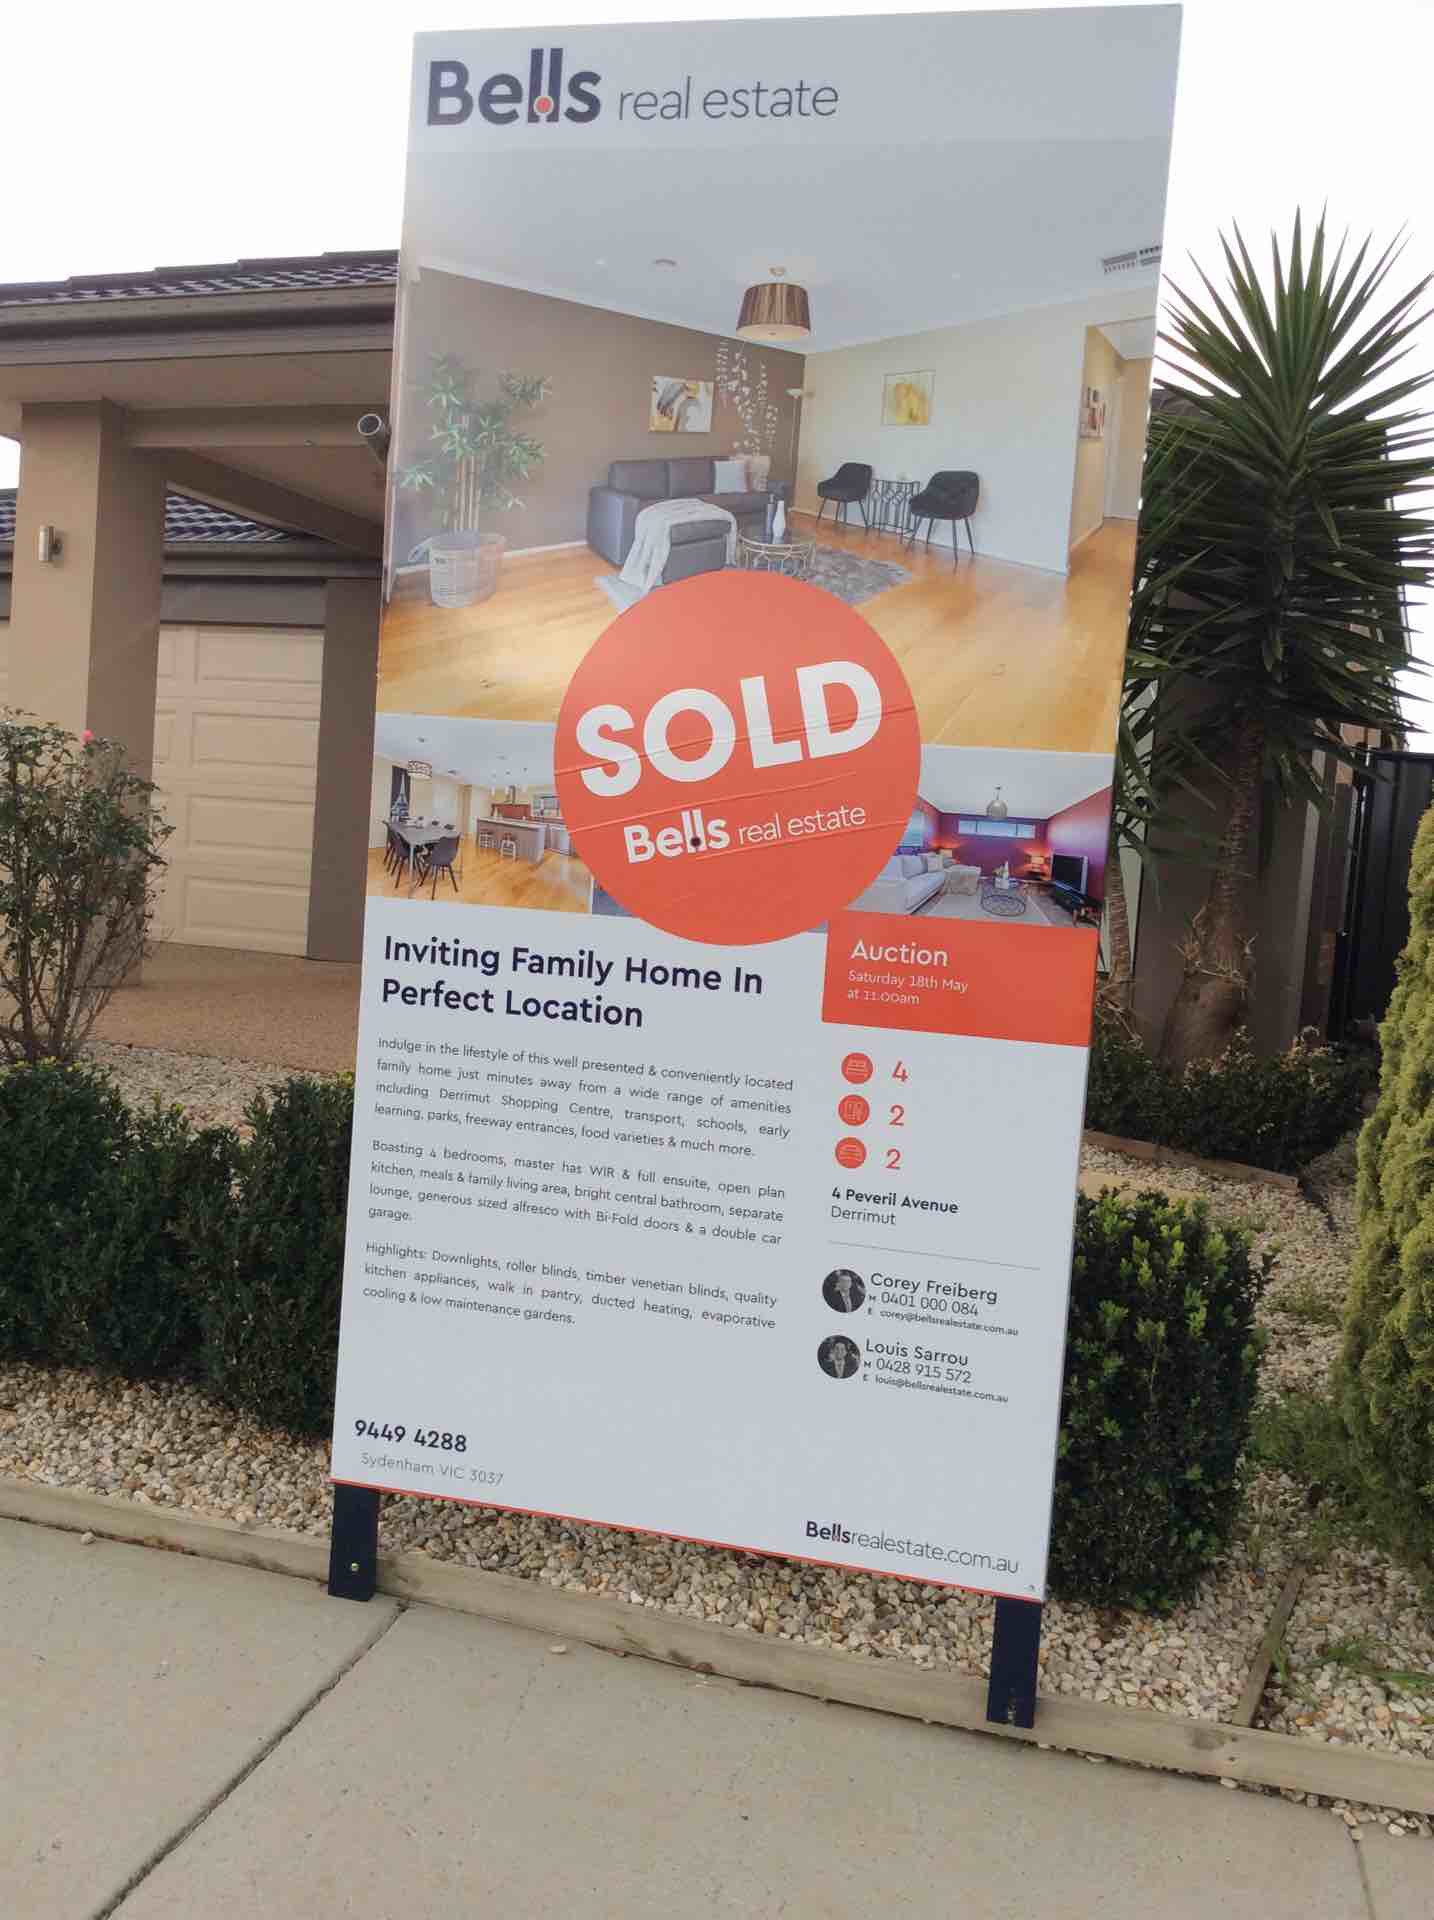 Bells real estate
SOLD
Bells real estate
Inviting Family Home In
Perfect Location
Indulge in the lifestyle of this well presented & conveniently located
family home just minutes away from a wide range of amenities
including Derrimut Shopping Centre, transport, schools, early
learning, parks, freeway entrances, food varieties & much more.
Boasting 4 bedrooms, master has WIR & full ensuite, open plan
kitchen, meals & family living area, bright central bathroom, separate
lounge, generous sized alfresco with Bi-Fold doors & a double car
garage.
Highlights: Downlights, roller blinds, timber venetian blinds, quality
kitchen appliances, walk in pantry, ducted heating, evaporative
cooling & low maintenance gardens.
9449 4288
Sydenham VIC 3037
Auction
Saturday 18th May
at 11.00am
4
2
2
4 Peveril Avenue
Derrimut
Corey Freiberg
M 0401 000 084
E corey@bellsrealestate.com.au
Louis Sarrou
M 0428 915 572
E louis@bellsrealestate.com.au
Bellsrealestate.com.au